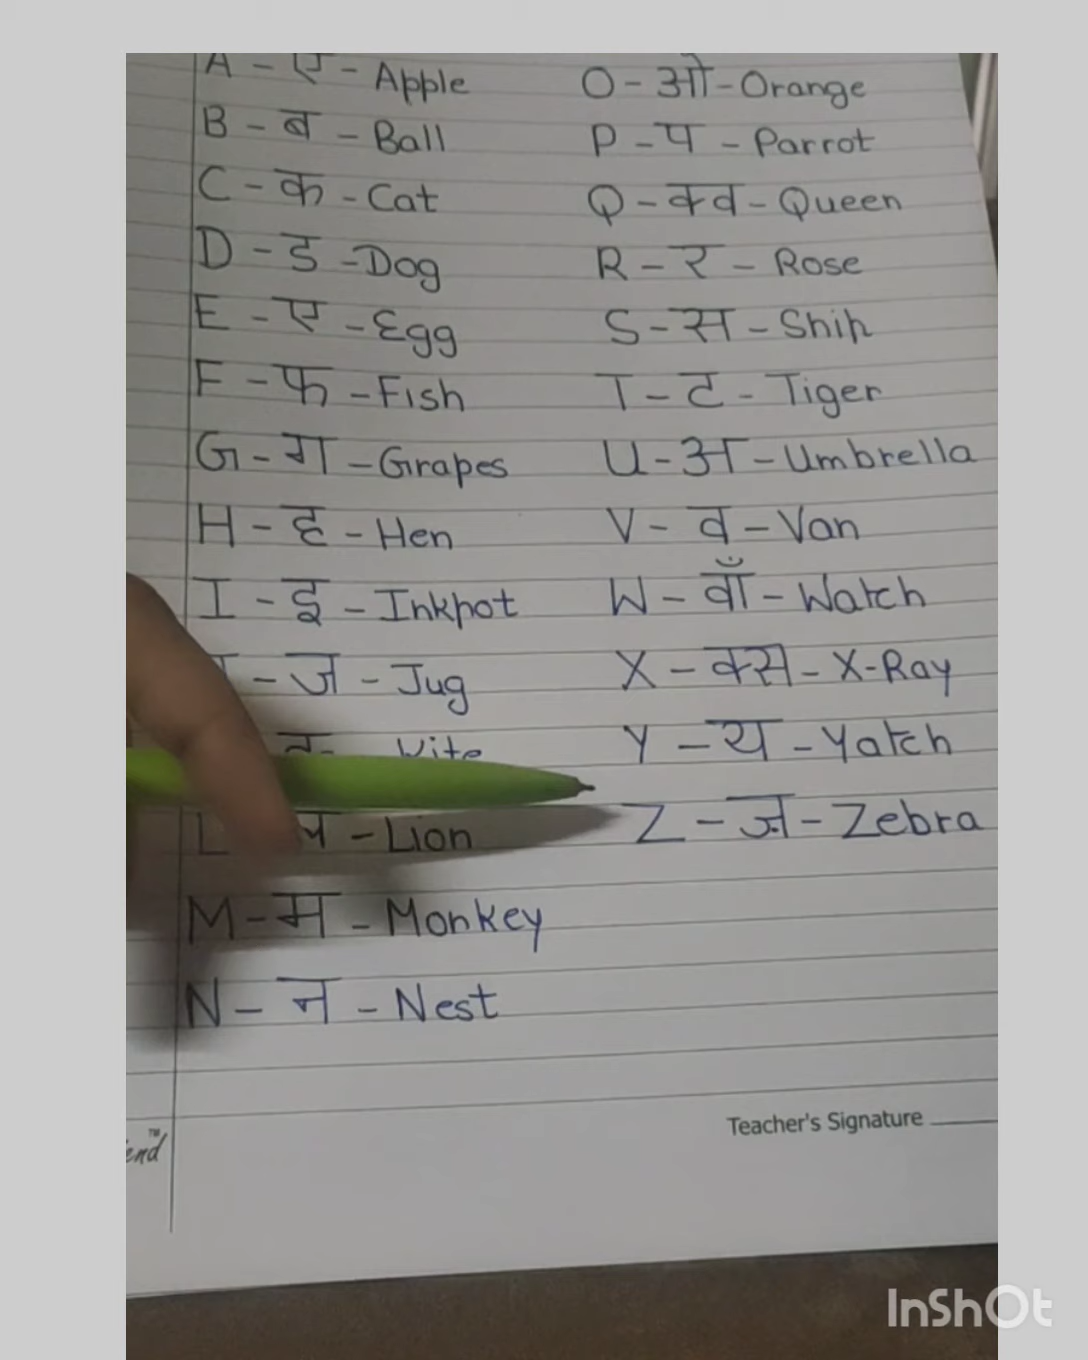 A - ए - Apple
B - ब - Ball
C - क - Cat
D - ड - Dog
E - ए - Egg
F - फ - Fish
G - ग - Grapes
H - ह - Hen
I - इ - Inkpot
- ज - Jug
Kite
L - Lion
M - म - Monkey
N - न - Nest
O - ओ - Orange
P - प - Parrot
Q - क्व - Queen
R - र - Rose
S - स - Ship
T - ट - Tiger
U - अ - Umbrella
V - व - Van
W - वॉ - Watch
X - क्स - X-Ray
Y - य - Yatch
Z - ज़ - Zebra
Teacher's Signature
InShOt